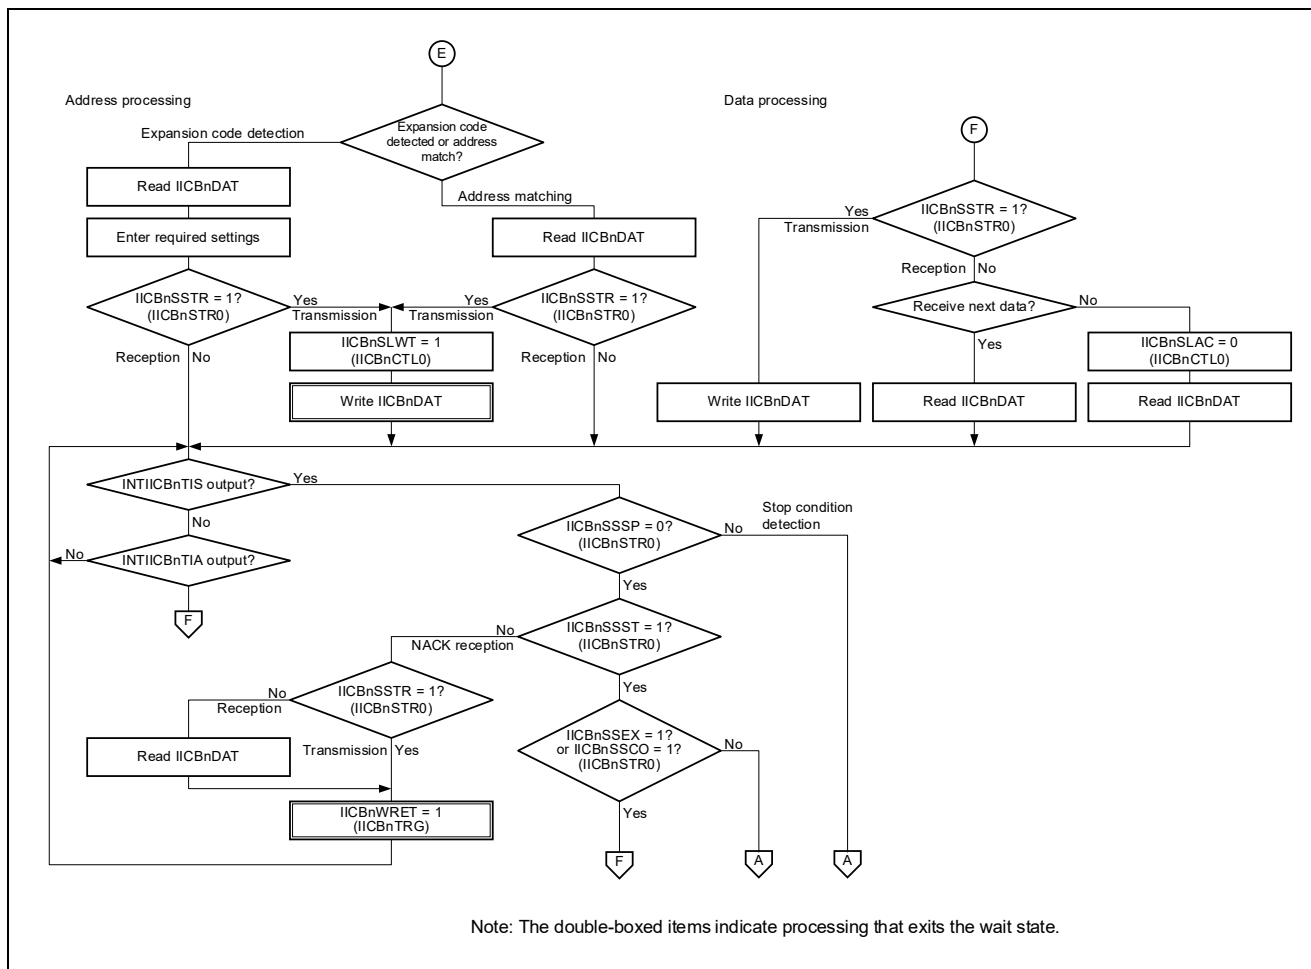 E
Address processing
Data processing
Expansion code detection
Expansion code
detected or address
match?
F
Read IICBnDAT
Address matching
Enter required settings
Read IICBnDAT
Yes
Transmission
IICBnSSTR = 1?
(IICBnSTR0)
Reception
No
IICBnSSTR = 1?
(IICBnSTR0)
Yes
Transmission
Yes
Transmission
IICBnSSTR = 1?
(IICBnSTR0)
Receive next data?
No
Reception
No
IICBnSLWT = 1
(IICBnCTL0)
Reception
No
Yes
IICBnSLAC = 0
(IICBnCTL0)
Write IICBnDAT
Write IICBnDAT
Read IICBnDAT
Read IICBnDAT
INTIICBnTIS output?
Yes
No
IICBnSSSP = 0?
(IICBnSTR0)
No
Stop condition
detection
No
INTIICBnTIA output?
Yes
F
No
NACK reception
IICBnSSST = 1?
(IICBnSTR0)
No
Reception
IICBnSSTR = 1?
(IICBnSTR0)
Yes
Read IICBnDAT
Transmission
Yes
IICBnSSEX = 1?
or IICBnSSCO = 1?
(IICBnSTR0)
No
IICBnWRET = 1
(IICBnTRG)
Yes
F
A
A
Note: The double-boxed items indicate processing that exits the wait state.